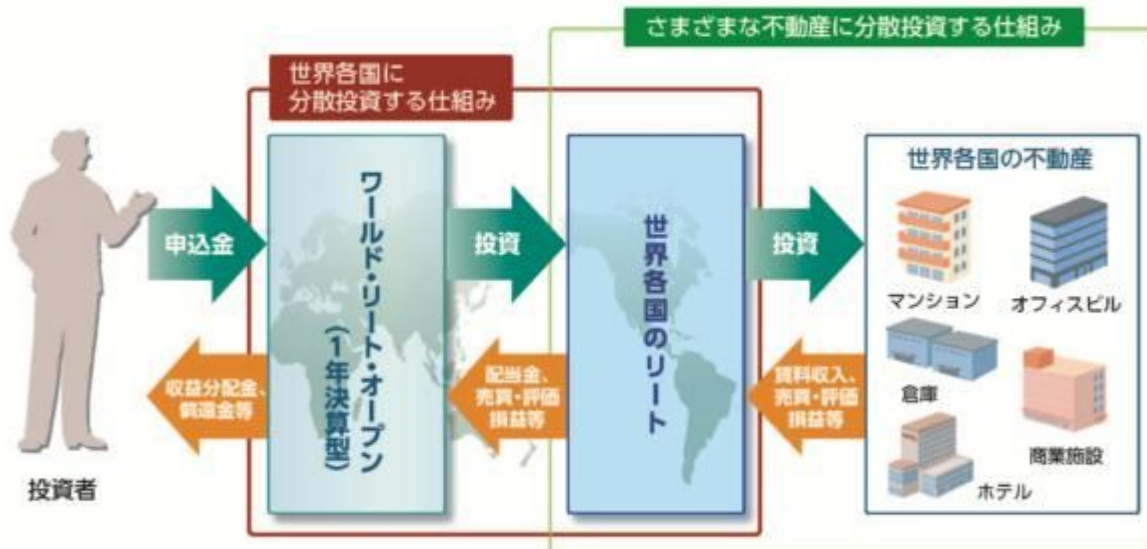 さまざまな不動産に分散投資する仕組み
世界各国に
分散投資する仕組み
投資者
申込金
収益分配金、
償還金等
ワールド・リート・オープン
(1年決算型)
投資
配当金、
売買・評価
損益等
世界各国のリート
投資
賃料収入、
売買・評価
損益等
世界各国の不動産
マンション
オフィスビル
倉庫
商業施設
ホテル